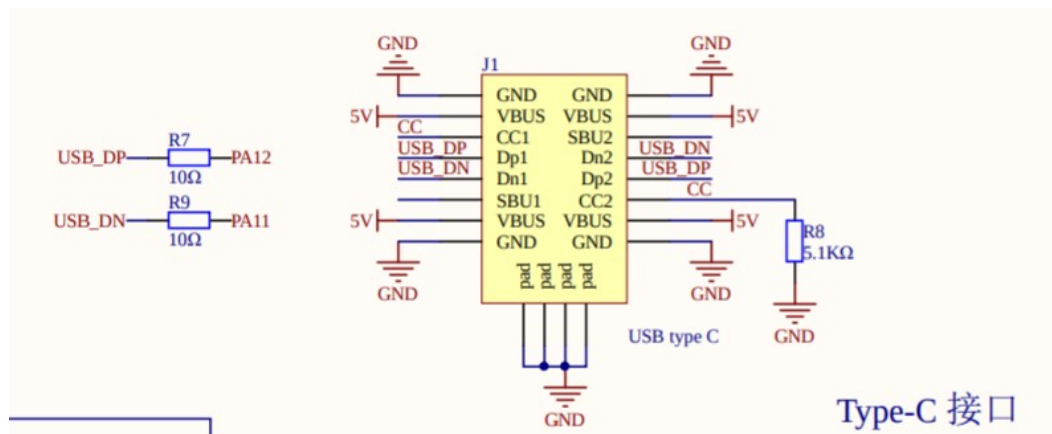 GND GND
J1
GND GND
5V VBUS VBUS 5V
CC CC1 SBU2
R7 USB_DP USB_DN
USB_DP PA12 Dp1 Dn2
10Ω USB_DN USB_DP
Dn1 Dp2
R9 CC
USB_DN PA11 SBU1 CC2
10Ω 5V VBUS VBUS 5V
R8
5.1KΩ
GND GND
pad pad pad pad
GND GND
USB type C GND
GND
Type-C 接口